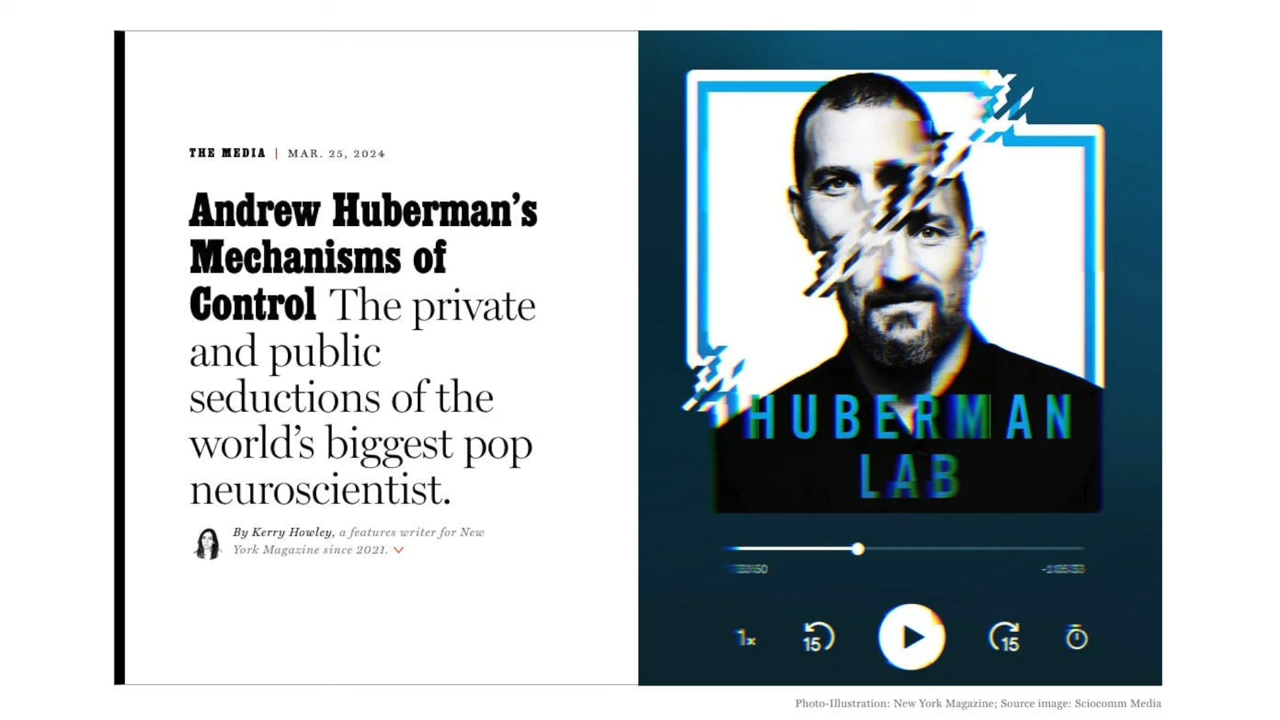 THE MEDIA | MAR. 25, 2024
Andrew Huberman's
Mechanisms of
Control The private
and public
seductions of the
world's biggest pop
neuroscientist.
By Kerry Howley, a features writer for New
York Magazine since 2021.
HUBERMAN
LAB
1x
15
15
Photo-Illustration: New York Magazine; Source image: Sciocomm Media